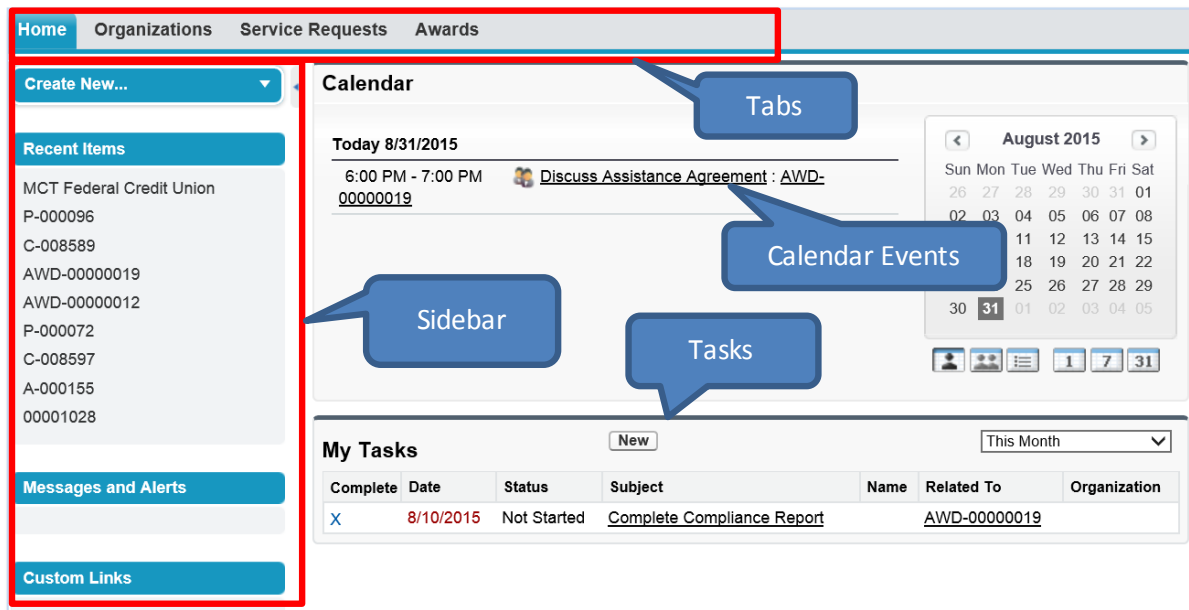 Home Organizations Service Requests Awards
Create New...
Recent Items
MCT Federal Credit Union
P-000096
C-008589
AWD-00000019
AWD-00000012
P-000072
C-008597
A-000155
00001028
Messages and Alerts
Custom Links
Sidebar
Tabs
Calendar
Today 8/31/2015
6:00 PM - 7:00 PM Discuss Assistance Agreement : AWD-
00000019
Calendar Events
August 2015
Sun Mon Tue Wed Thu Fri Sat
26 27 28 29 30 31 01
02 03 04 05 06 07 08
11 12 13 14 15
18 19 20 21 22
25 26 27 28 29
30 31 01 02 03 04 05
1 7 31
Tasks
My Tasks New This Month
Complete Date Status Subject Name Related To Organization
X 8/10/2015 Not Started Complete Compliance Report AWD-00000019